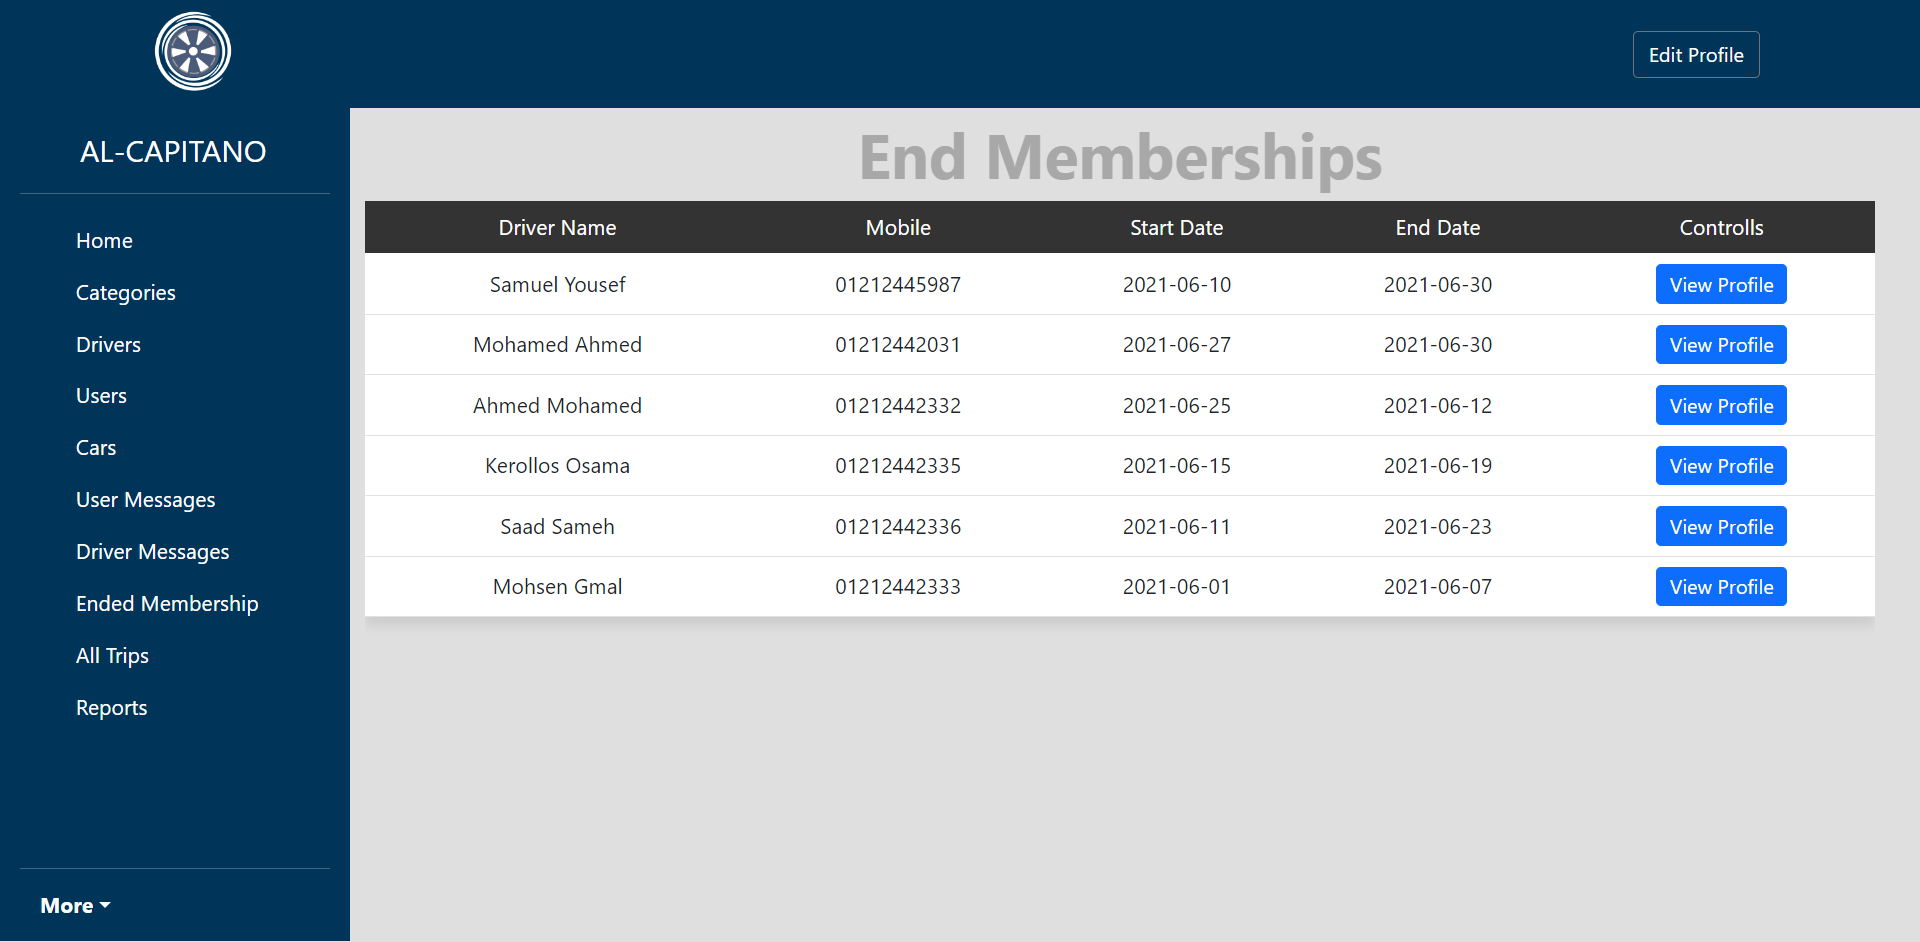 Edit Profile
AL-CAPITANO
Home
Categories
Drivers
Users
Cars
User Messages
Driver Messages
Ended Membership
All Trips
Reports
More
End Memberships
Driver Name Mobile Start Date End Date Controlls
Samuel Yousef 01212445987 2021-06-10 2021-06-30 View Profile
Mohamed Ahmed 01212442031 2021-06-27 2021-06-30 View Profile
Ahmed Mohamed 01212442332 2021-06-25 2021-06-12 View Profile
Kerollos Osama 01212442335 2021-06-15 2021-06-19 View Profile
Saad Sameh 01212442336 2021-06-11 2021-06-23 View Profile
Mohsen Gmal 01212442333 2021-06-01 2021-06-07 View Profile